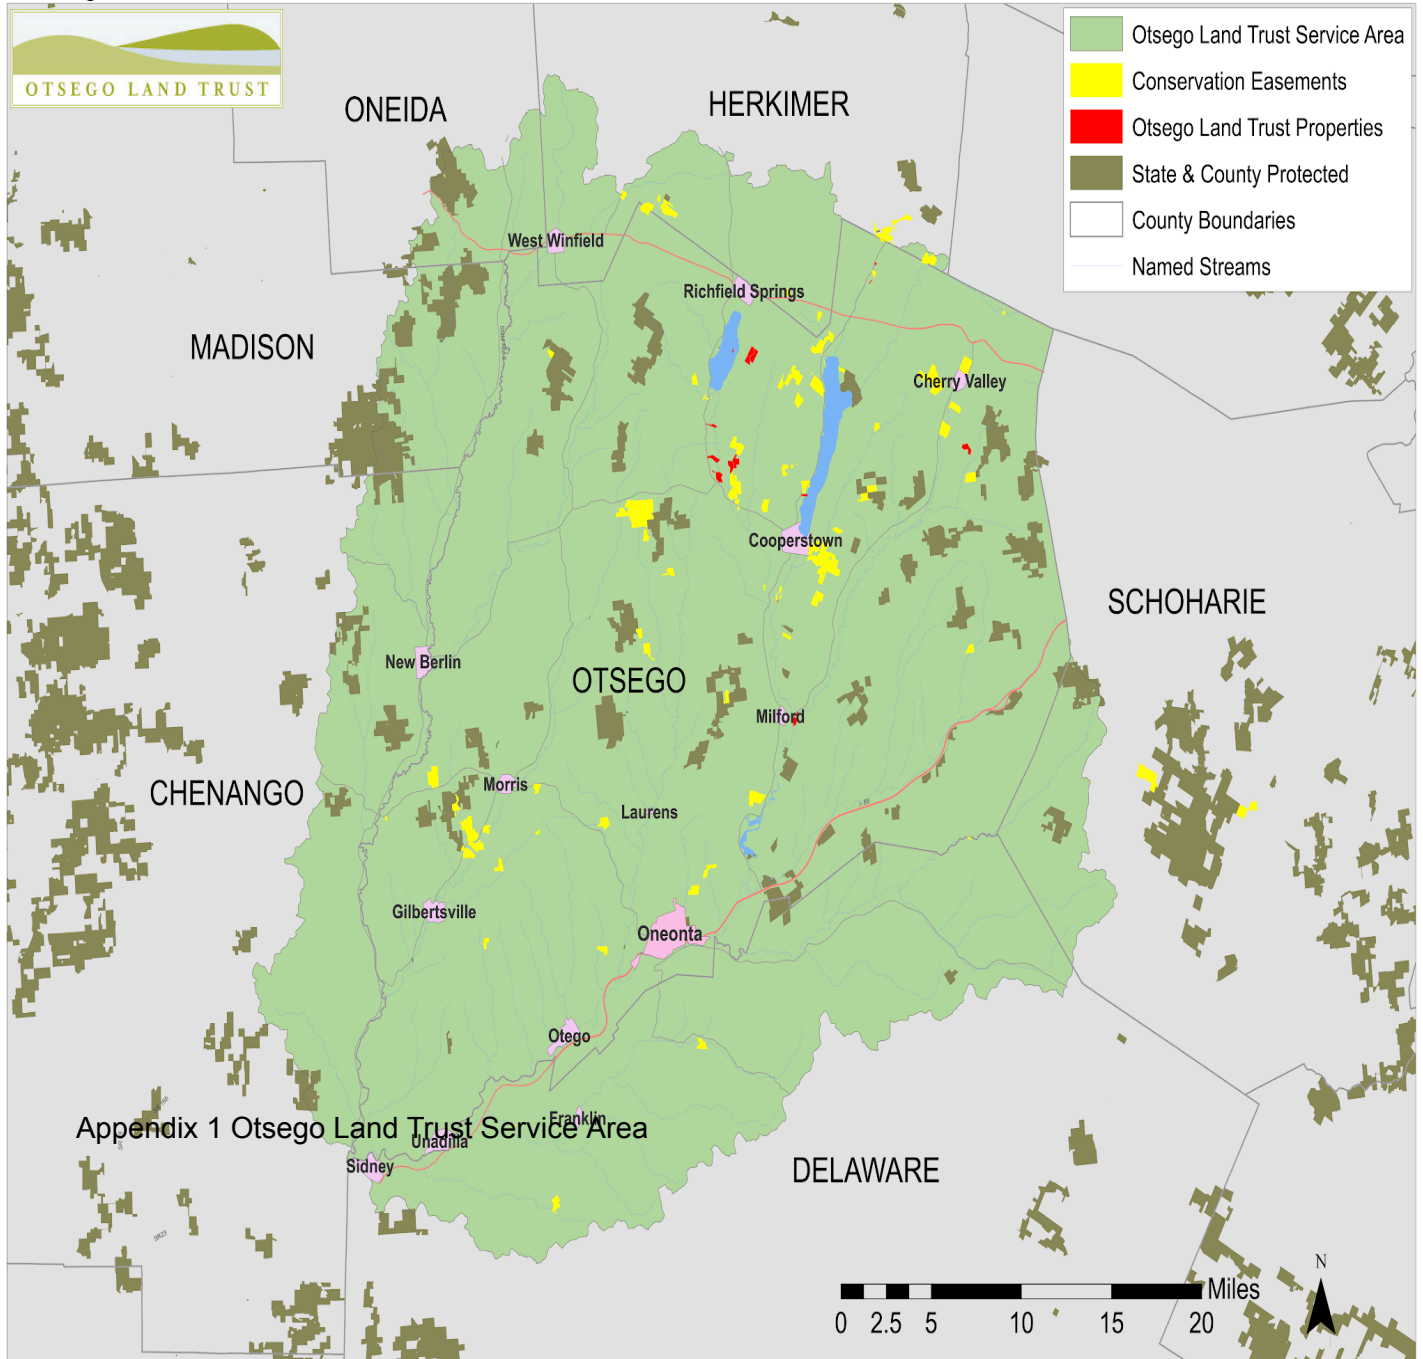 OTSEGO LAND TRUST
Otsego Land Trust Service Area
Conservation Easements
Otsego Land Trust Properties
State & County Protected
County Boundaries
Named Streams
ONEIDA
HERKIMER
West Winfield
Richfield Springs
MADISON
Cherry Valley
Cooperstown
SCHOHARIE
New Berlin
OTSEGO
Milford
CHENANGO
Morris
Laurens
Gilbertsville
Oneonta
Otego
Franklin
Appendix 1 Otsego Land Trust Service Area
Unadilla
Sidney
DELAWARE
SR23
N
Miles
0 2.5 5 10 15 20